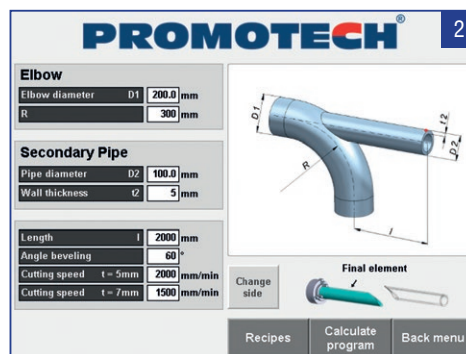 PROMOTECH®
2
Elbow
Elbow diameter D1 200.0 mm
R 300 mm
Secondary Pipe
Pipe diameter D2 100.0 mm
Wall thickness t2 5 mm
Length l 2000 mm
Angle beveling 60 °
Cutting speed t = 5mm 2000 mm/min
Cutting speed t = 7mm 1500 mm/min
D1
t2
D2
R
l
Change
side
Final element
Recipes
Calculate
program
Back menu